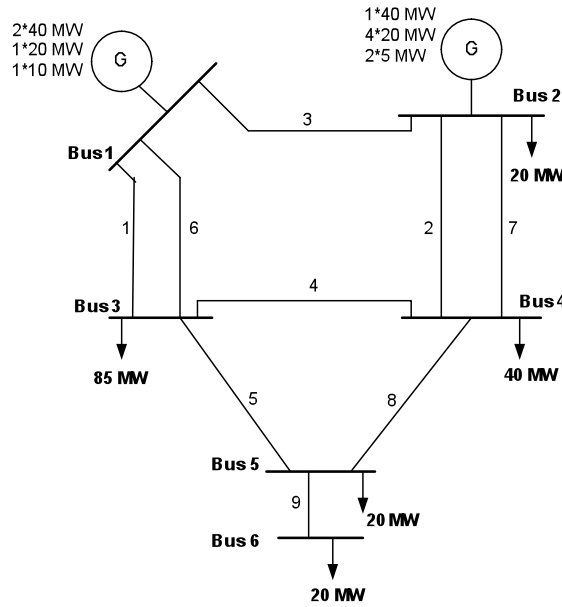 2*40 MW
1*20 MW
1*10 MW
G
1*40 MW
4*20 MW
2*5 MW
G
Bus 2
3
Bus1
20 MW
1
6
2
7
4
Bus3
Bus4
85 MW
40 MW
5
8
Bus 5
9
20 MW
Bus 6
20 MW